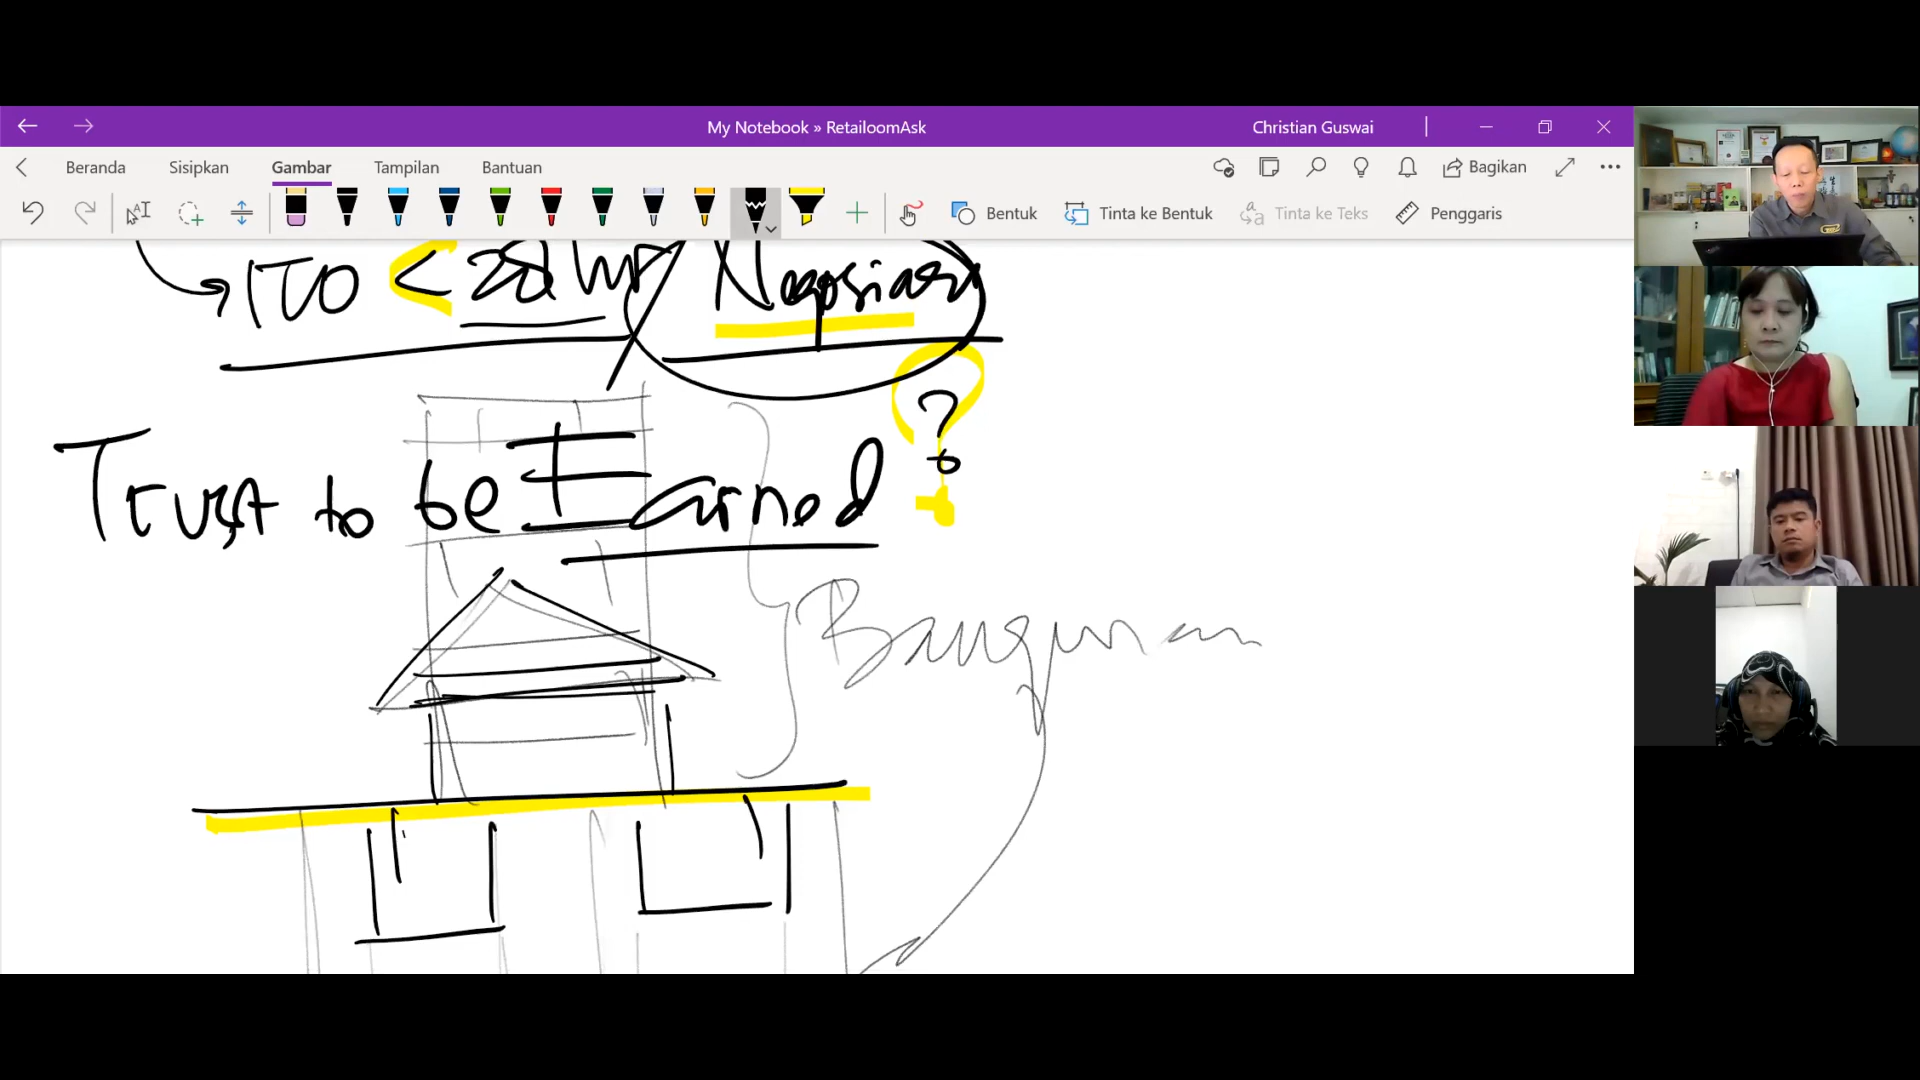 My Notebook » RetailoomAsk
Christian Guswai
Beranda Sisipkan Gambar Tampilan Bantuan
Bagikan
Bentuk Tinta ke Bentuk Tinta ke Teks Penggaris
ITO <
Negosiasi
Trust to be Earned ?
Bangunan